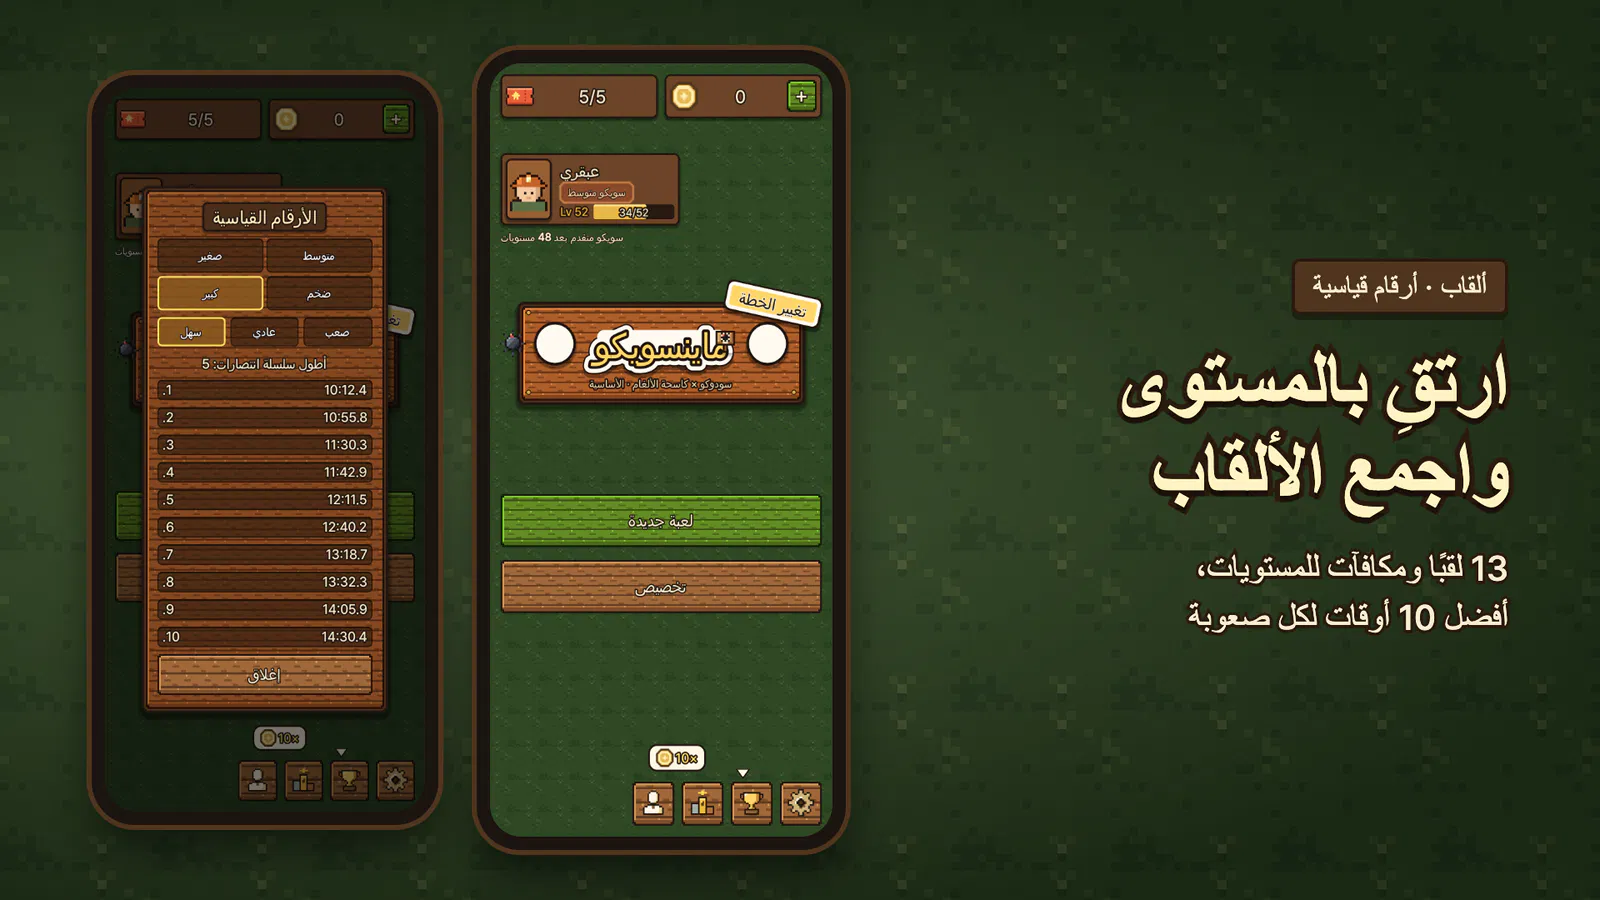 ألقاب · أرقام قياسية
ارتقِ بالمستوى
واجمع الألقاب
13 لقبًا ومكافآت للمستويات،
أفضل 10 أوقات لكل صعوبة
5/5
0
+
عبقري
سويكو متوسط
Lv 52
34/52
سويكو متقدم بعد 48 مستويات
تغيير الخطة
ماينسويكو
سودوكو × كاسحة الألغام - الأساسية
لعبة جديدة
تخصيص
10×
5/5
0
+
الأرقام القياسية
متوسط
صغير
ضخم
كبير
صعب
عادي
سهل
أطول سلسلة انتصارات: 5
1. 10:12.4
2. 10:55.8
3. 11:30.3
4. 11:42.9
5. 12:11.5
6. 12:40.2
7. 13:18.7
8. 13:32.3
9. 14:05.9
10. 14:30.4
إغلاق
10×